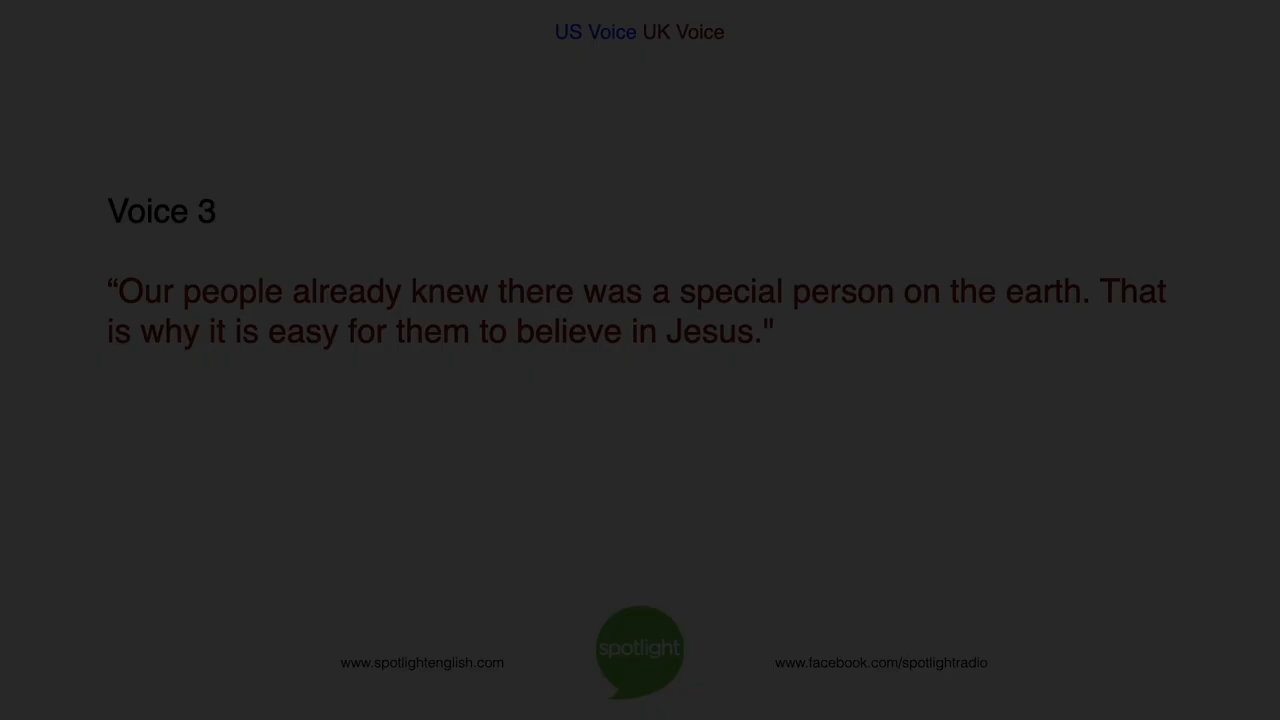 US Voice UK Voice
Voice 3
“Our people already knew there was a special person on the earth. That
is why it is easy for them to believe in Jesus."
spotlight
www.spotlightenglish.com
www.facebook.com/spotlightradio